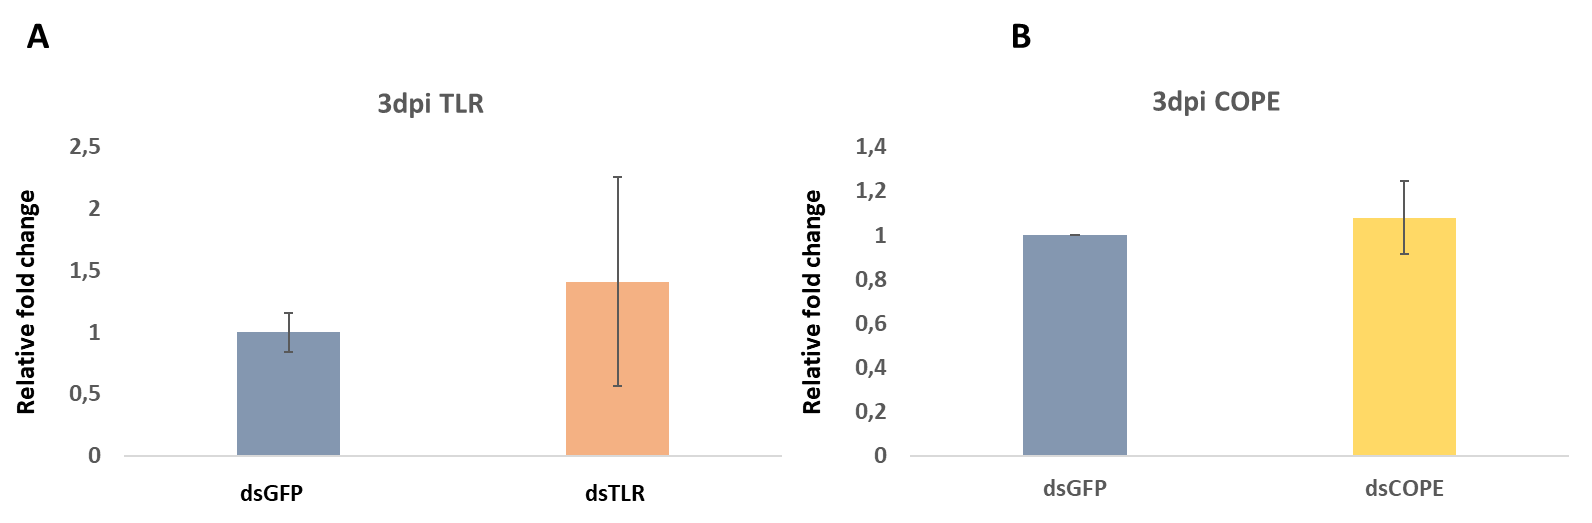 A
3dpi TLR
Relative fold change
2,5
2
1,5
1
0,5
0
dsGFP
dsTLR
B
3dpi COPE
Relative fold change
1,4
1,2
1
0,8
0,6
0,4
0,2
0
dsGFP
dsCOPE